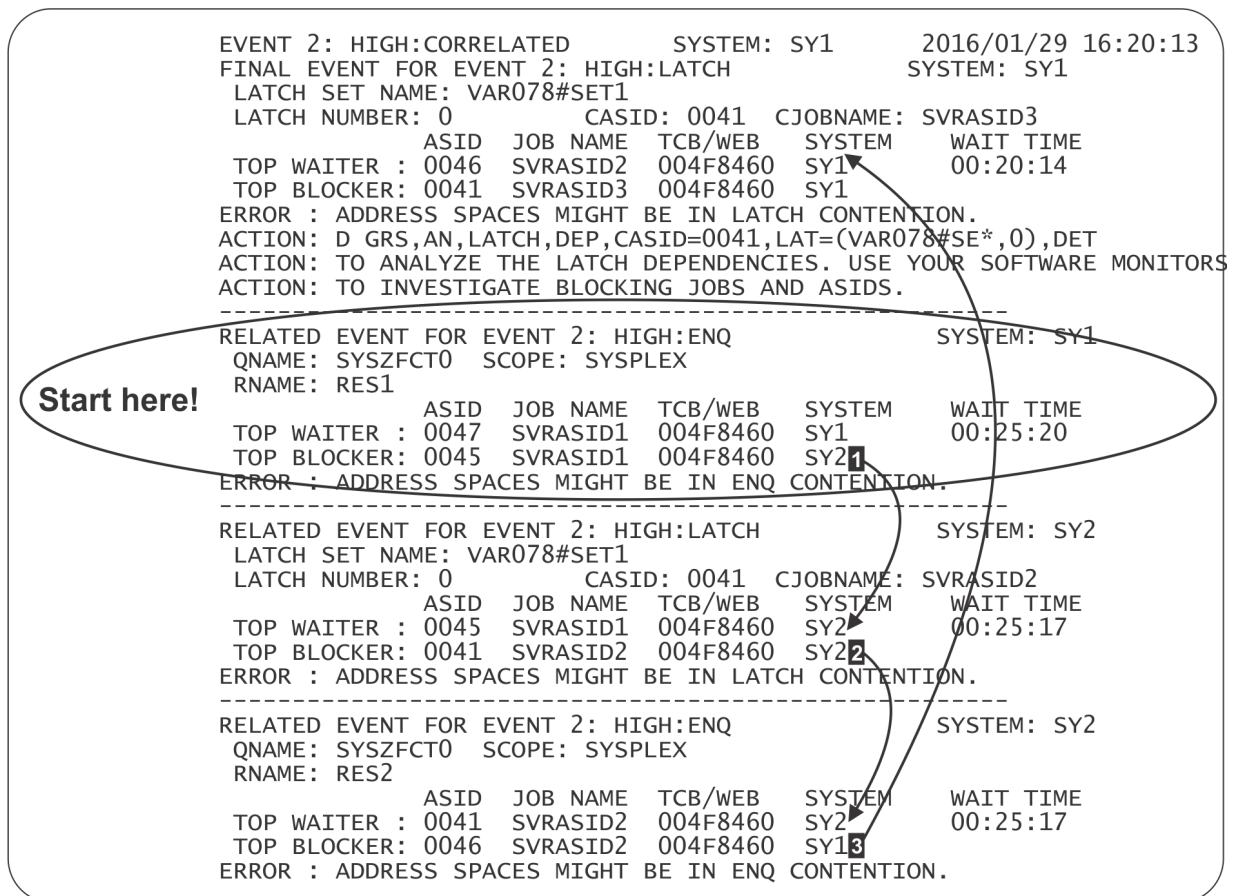 EVENT 2: HIGH:CORRELATED SYSTEM: SY1 2016/01/29 16:20:13
FINAL EVENT FOR EVENT 2: HIGH:LATCH SYSTEM: SY1
LATCH SET NAME: VAR078#SET1
LATCH NUMBER: 0 CASID: 0041 CJOBNAME: SVRASID3
ASID JOB NAME TCB/WEB SYSTEM WAIT TIME
TOP WAITER : 0046 SVRASID2 004F8460 SY1 00:20:14
TOP BLOCKER: 0041 SVRASID3 004F8460 SY1
ERROR : ADDRESS SPACES MIGHT BE IN LATCH CONTENTION.
ACTION: D GRS,AN,LATCH,DEP,CASID=0041,LAT=(VAR078#SE*,0),DET
ACTION: TO ANALYZE THE LATCH DEPENDENCIES. USE YOUR SOFTWARE MONITORS
ACTION: TO INVESTIGATE BLOCKING JOBS AND ASIDS.
------------------------------------------------------
RELATED EVENT FOR EVENT 2: HIGH:ENQ SYSTEM: SY1
QNAME: SYSZFCT0 SCOPE: SYSPLEX
RNAME: RES1
Start here!
ASID JOB NAME TCB/WEB SYSTEM WAIT TIME
TOP WAITER : 0047 SVRASID1 004F8460 SY1 00:25:20
TOP BLOCKER: 0045 SVRASID1 004F8460 SY2 1
ERROR : ADDRESS SPACES MIGHT BE IN ENQ CONTENTION.
------------------------------------------------------
RELATED EVENT FOR EVENT 2: HIGH:LATCH SYSTEM: SY2
LATCH SET NAME: VAR078#SET1
LATCH NUMBER: 0 CASID: 0041 CJOBNAME: SVRASID2
ASID JOB NAME TCB/WEB SYSTEM WAIT TIME
TOP WAITER : 0045 SVRASID1 004F8460 SY2 00:25:17
TOP BLOCKER: 0041 SVRASID2 004F8460 SY2 2
ERROR : ADDRESS SPACES MIGHT BE IN LATCH CONTENTION.
------------------------------------------------------
RELATED EVENT FOR EVENT 2: HIGH:ENQ SYSTEM: SY2
QNAME: SYSZFCT0 SCOPE: SYSPLEX
RNAME: RES2
ASID JOB NAME TCB/WEB SYSTEM WAIT TIME
TOP WAITER : 0041 SVRASID2 004F8460 SY2 00:25:17
TOP BLOCKER: 0046 SVRASID2 004F8460 SY1 3
ERROR : ADDRESS SPACES MIGHT BE IN ENQ CONTENTION.